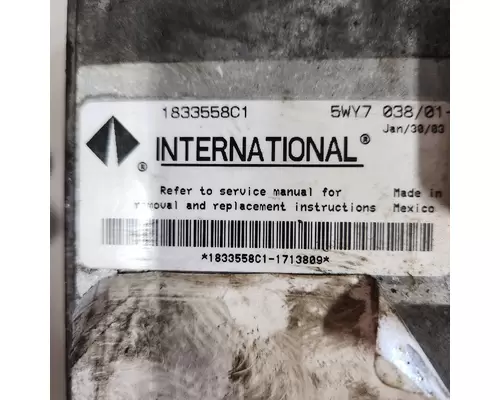 1833558C1 5WY7 038/01-
Jan/30/03
® INTERNATIONAL®
Refer to service manual for Made in
removal and replacement instructions Mexico
*1833558C1-1713809*